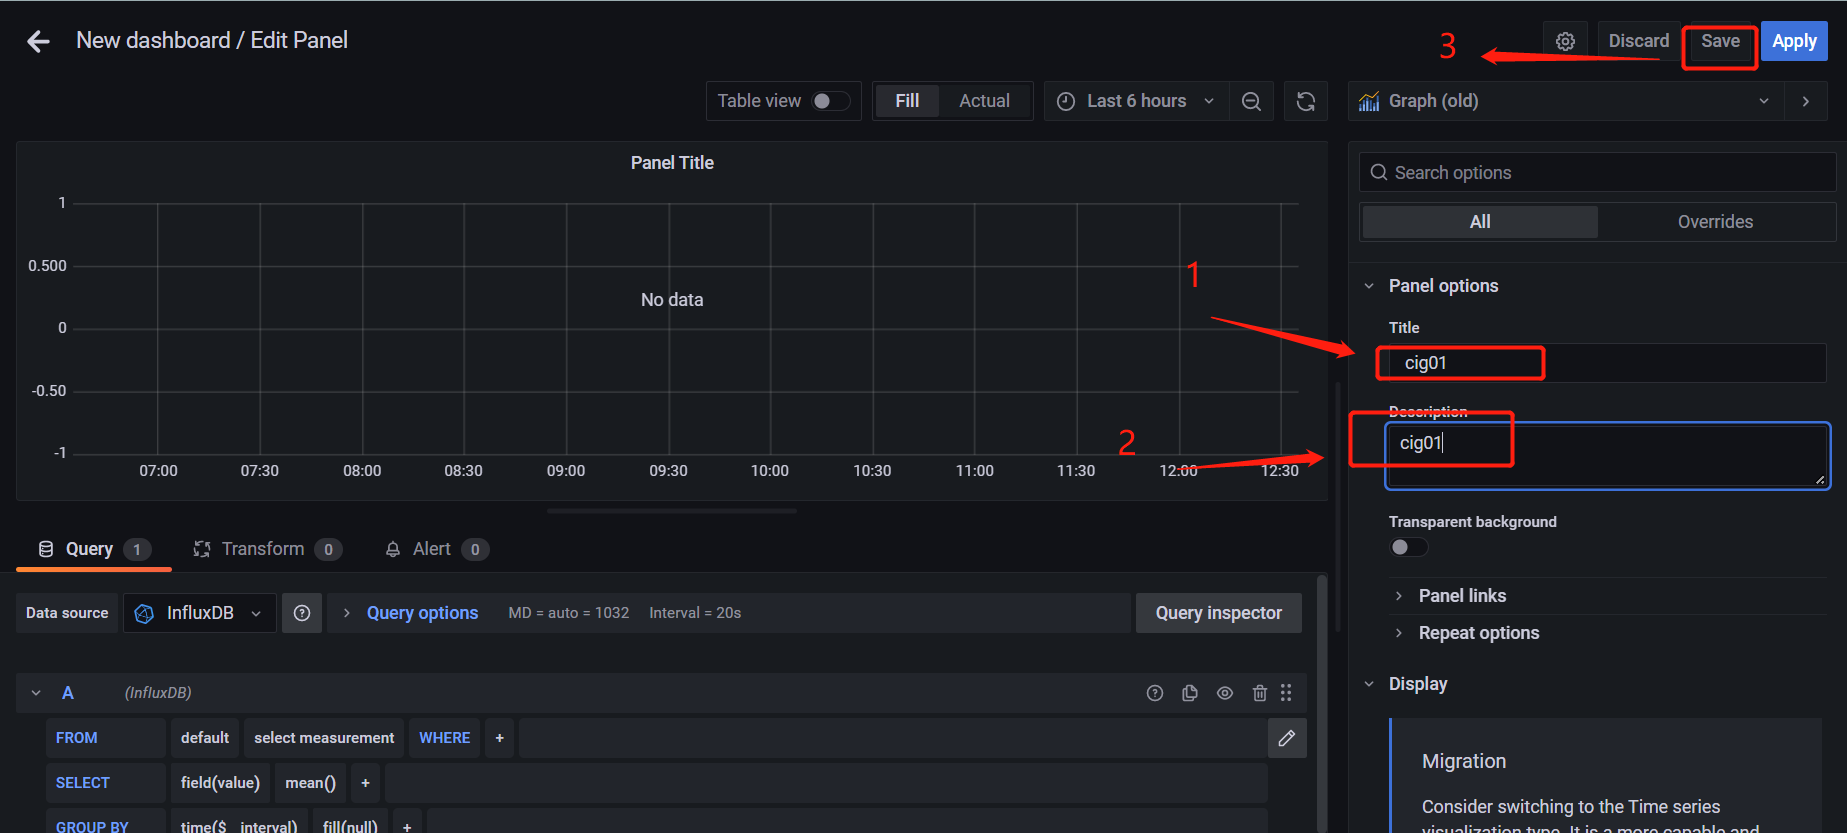 New dashboard / Edit Panel
3
Discard
Save
Apply
Table view
Fill
Actual
Last 6 hours
Graph (old)
Panel Title
1
0.500
0
-0.50
-1
No data
07:00
07:30
08:00
08:30
09:00
09:30
10:00
10:30
11:00
11:30
12:00
12:30
1
2
Search options
All
Overrides
Panel options
Title
cig01
Description
cig01
Transparent background
Panel links
Repeat options
Display
Migration
Consider switching to the Time series
visualization type. It is a more capable and
Query 1
Transform 0
Alert 0
Data source
InfluxDB
Query options
MD = auto = 1032
Interval = 20s
Query inspector
A
(InfluxDB)
FROM default select measurement WHERE +
SELECT field(value) mean() +
GROUP BY time($__interval) fill(null) +